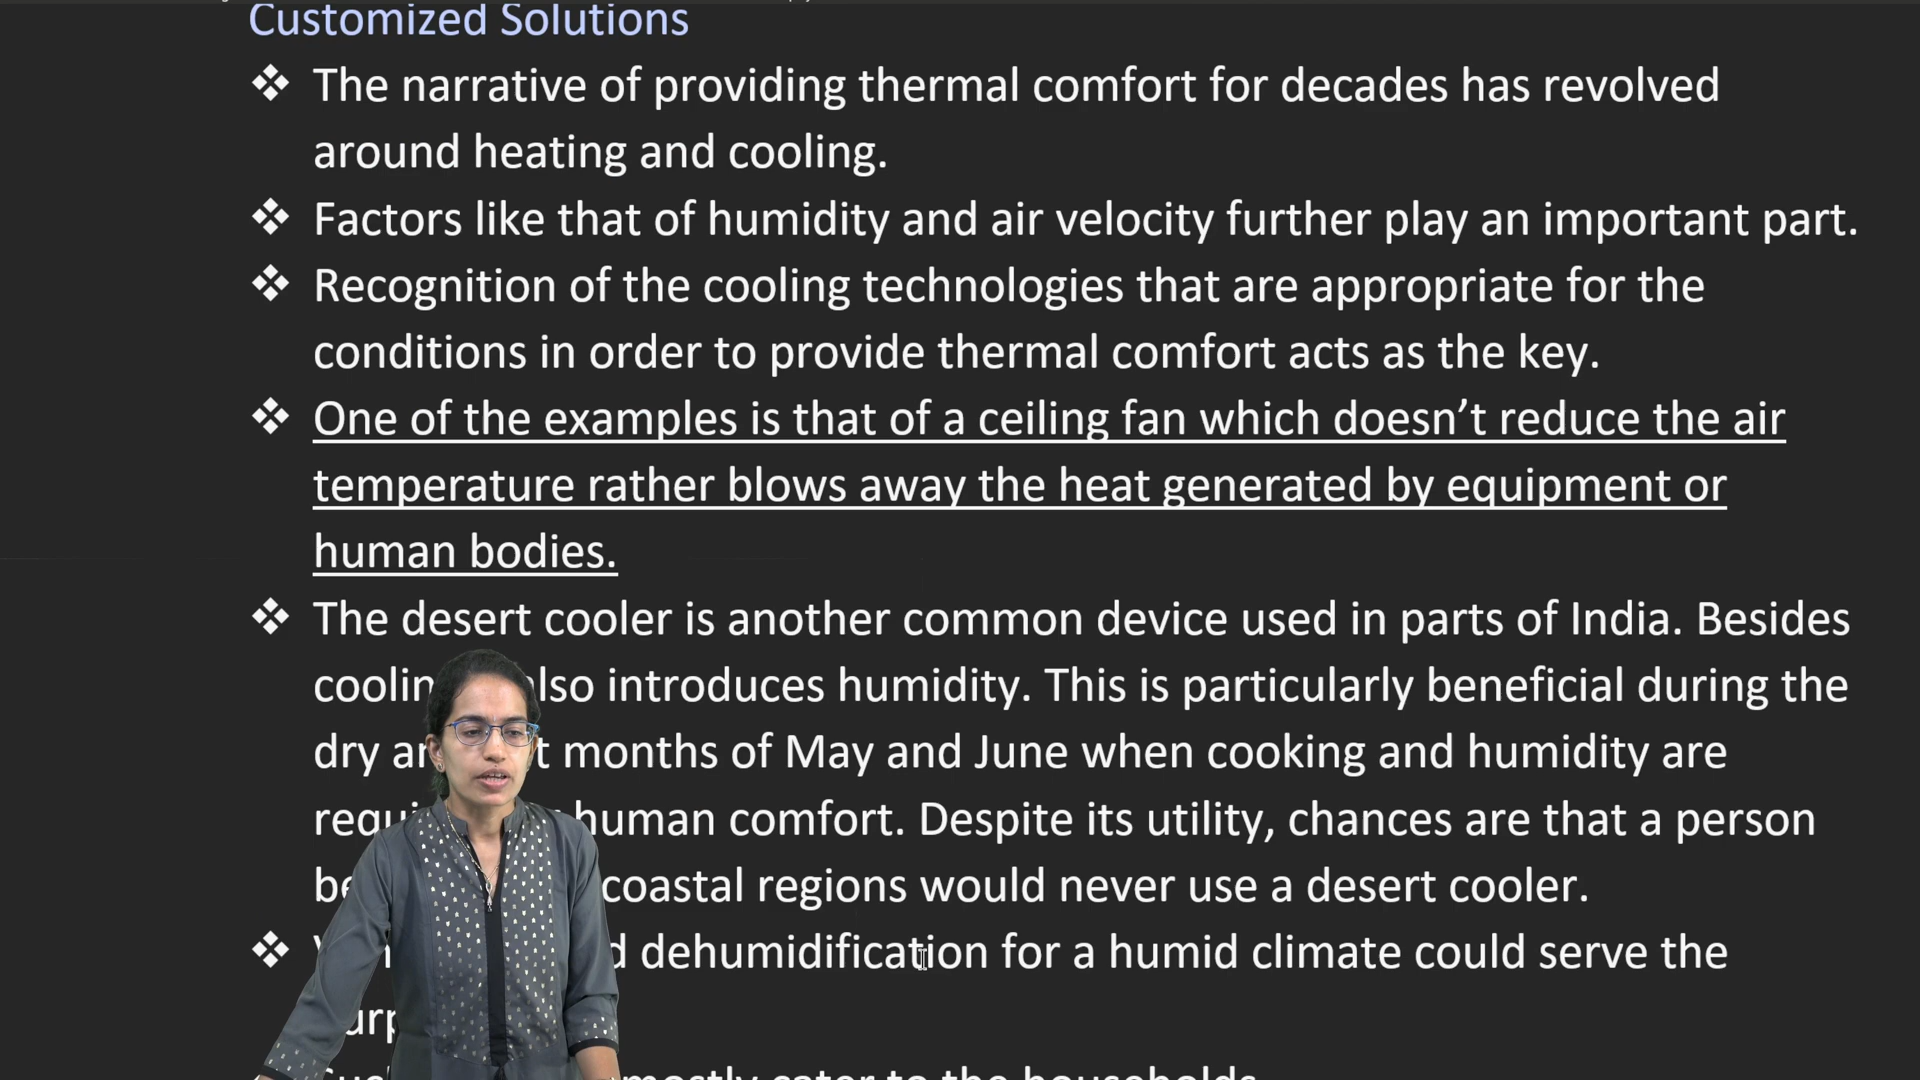 Customized Solutions
❖ The narrative of providing thermal comfort for decades has revolved
around heating and cooling.
❖ Factors like that of humidity and air velocity further play an important part.
❖ Recognition of the cooling technologies that are appropriate for the
conditions in order to provide thermal comfort acts as the key.
❖ One of the examples is that of a ceiling fan which doesn’t reduce the air
temperature rather blows away the heat generated by equipment or
human bodies.
❖ The desert cooler is another common device used in parts of India. Besides
introduces humidity. This is particularly beneficial during the
dry months of May and June when cooking and humidity are
human comfort. Despite its utility, chances are that a person
coastal regions would never use a desert cooler.
❖ dehumidification for a humid climate could serve the
mostly cater to the households